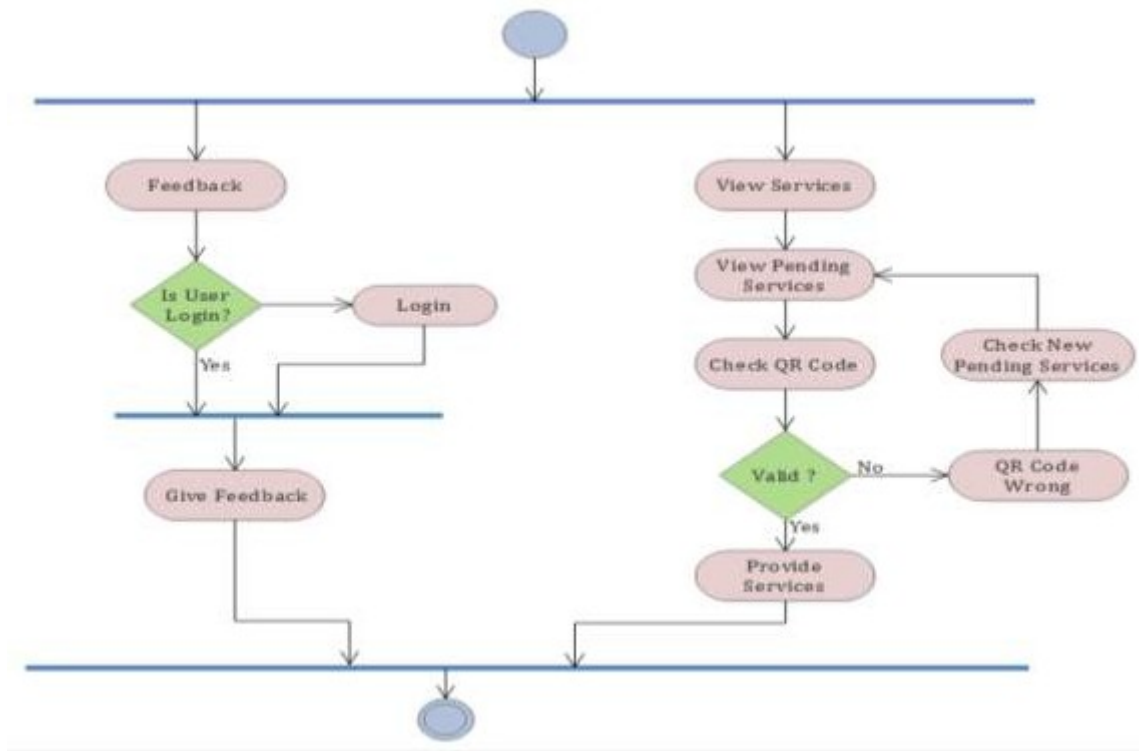 Feedback
Is User
Login?
Login
Yes
Give Feedback
View Services
View Pending
Services
Check QR Code
Valid ?
No
QR Code
Wrong
Check New
Pending Services
Yes
Provide
Services